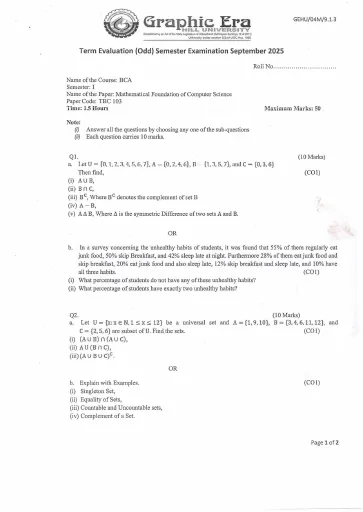 GEHU/04M/9.1.3
Graphic Era
HILL UNIVERSITY
Term Evaluation (Odd) Semester Examination September 2025
Roll No..............................
Name of the Course: BCA
Semester: I
Name of the Paper: Mathematical Foundation of Computer Science
Paper Code: TBC 103
Time: 1.5 Hours Maximum Marks: 50
Note:
(i) Answer all the questions by choosing any one of the sub-questions
(ii) Each question carries 10 marks.
Q1. (10 Marks)
a. Let U = {0, 1, 2, 3, 4, 5, 6, 7}, A = {0, 2, 4, 6}, B = {1, 3, 5, 7}, and C = {0, 3, 6}
Then find, (CO1)
(i) A ∪ B,
(ii) B ∩ C,
(iii) Bᶜ, Where Bᶜ denotes the complement of set B
(iv) A − B,
(v) A Δ B, Where Δ is the symmetric Difference of two sets A and B.
OR
b. In a survey concerning the unhealthy habits of students, it was found that 55% of them regularly eat
junk food, 50% skip Breakfast, and 42% sleep late at night. Furthermore 28% of them eat junk food and
skip breakfast, 20% eat junk food and also sleep late, 12% skip breakfast and sleep late, and 10% have
all three habits. (CO1)
(i) What percentage of students do not have any of these unhealthy habits?
(ii) What percentage of students have exactly two unhealthy habits?
Q2. (10 Marks)
a. Let U = {x: x ∈ N, 1 ≤ x ≤ 12} be a universal set and A = {1, 9, 10}, B = {3, 4, 6, 11, 12}, and
C = {2, 5, 6} are subset of U. Find the sets. (CO1)
(i) (A ∪ B) ∩ (A ∪ C),
(ii) A ∪ (B ∩ C),
(iii) (A ∪ B ∪ C)ᶜ.
OR
b. Explain with Examples. (CO1)
(i) Singleton Set,
(ii) Equality of Sets,
(iii) Countable and Uncountable sets,
(iv) Complement of a Set.
Page 1 of 2